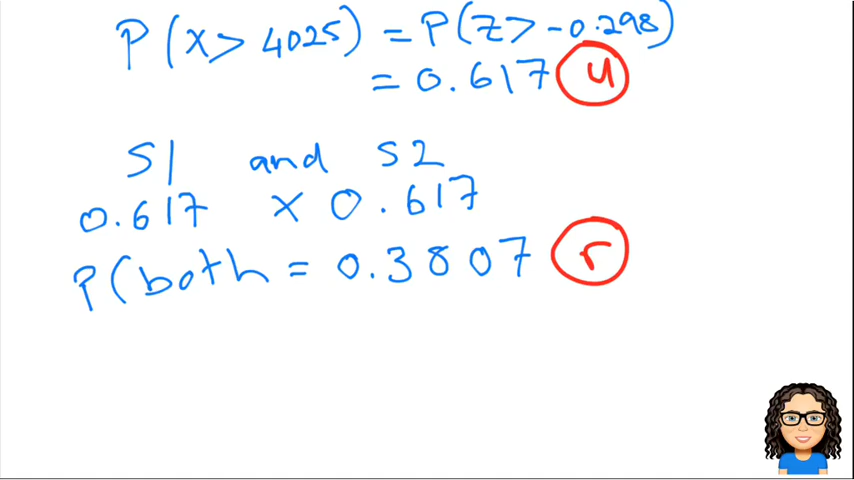 P(X> 4025) = P(Z> -0.298)
= 0.617 u
S1 and S2
0.617 x 0.617
P(both = 0.3807 r